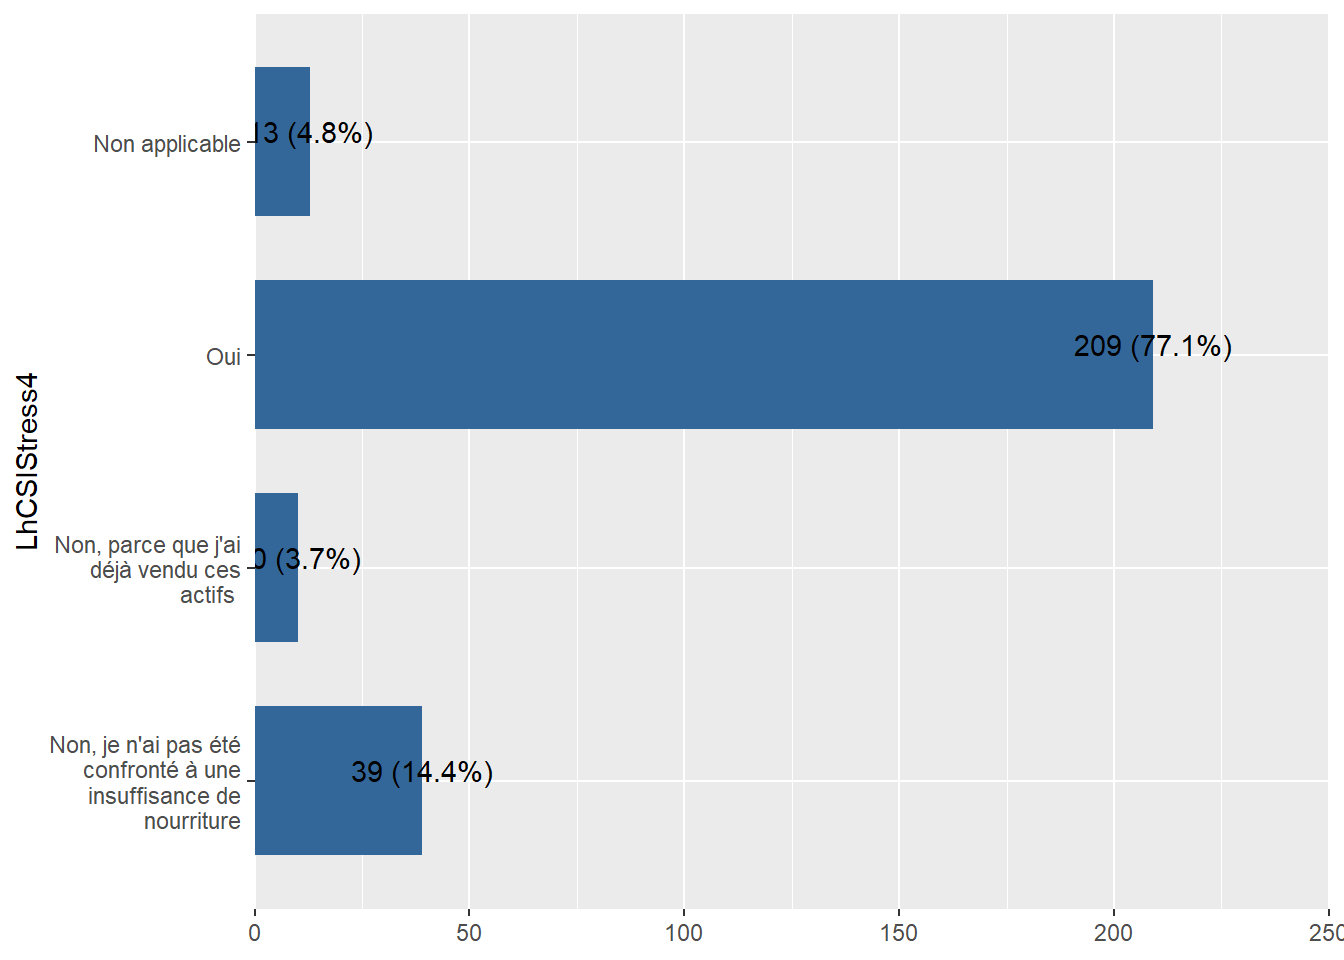 LhCSIStress4
Non applicable
13 (4.8%)
Oui
209 (77.1%)
Non, parce que j'ai
déjà vendu ces
actifs
0 (3.7%)
Non, je n'ai pas été
confronté à une
insuffisance de
nourriture
39 (14.4%)
0 50 100 150 200 250